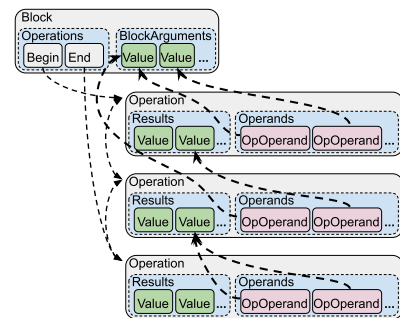 Block
Operations BlockArguments
Begin End Value Value ...
Operation
Results Operands
Value Value ... OpOperand OpOperand ...
Operation
Results Operands
Value Value ... OpOperand OpOperand ...
Operation
Results Operands
Value Value ... OpOperand OpOperand ...